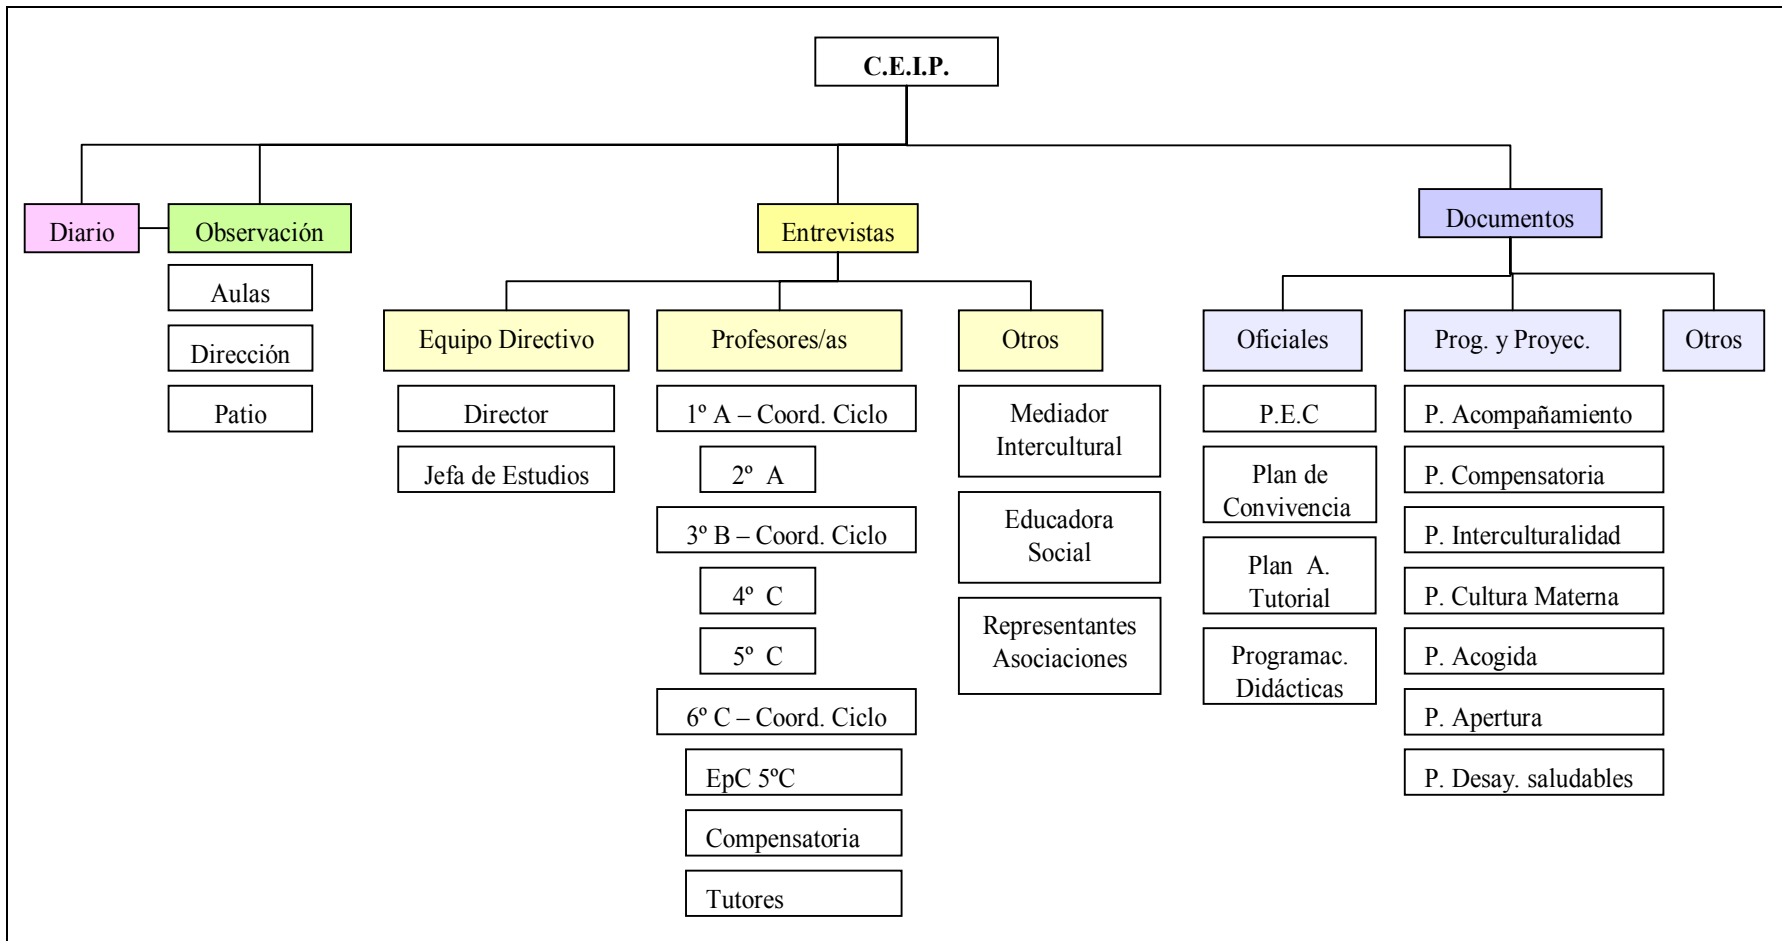 C.E.I.P.
Diario
Observación
Entrevistas
Documentos
Aulas
Dirección
Patio
Equipo Directivo
Director
Jefa de Estudios
Profesores/as
1º A – Coord. Ciclo
2º A
3º B – Coord. Ciclo
4º C
5º C
6º C – Coord. Ciclo
EpC 5ºC
Compensatoria
Tutores
Otros
Mediador
Intercultural
Educadora
Social
Representantes
Asociaciones
Oficiales
P.E.C
Plan de
Convivencia
Plan A.
Tutorial
Programac.
Didácticas
Prog. y Proyec.
P. Acompañamiento
P. Compensatoria
P. Interculturalidad
P. Cultura Materna
P. Acogida
P. Apertura
P. Desay. saludables
Otros